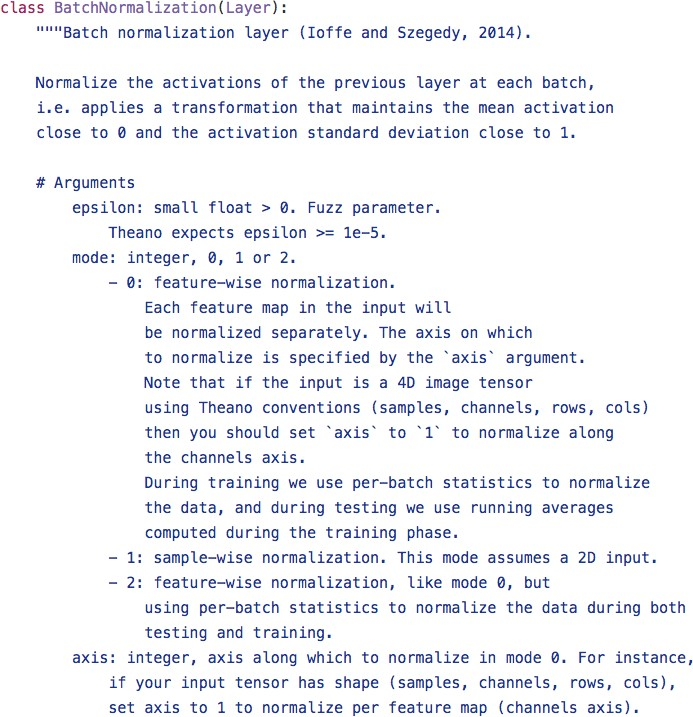 class BatchNormalization(Layer):
"""Batch normalization layer (Ioffe and Szegedy, 2014).
Normalize the activations of the previous layer at each batch,
i.e. applies a transformation that maintains the mean activation
close to 0 and the activation standard deviation close to 1.
# Arguments
epsilon: small float > 0. Fuzz parameter.
Theano expects epsilon >= 1e-5.
mode: integer, 0, 1 or 2.
- 0: feature-wise normalization.
Each feature map in the input will
be normalized separately. The axis on which
to normalize is specified by the `axis` argument.
Note that if the input is a 4D image tensor
using Theano conventions (samples, channels, rows, cols)
then you should set `axis` to `1` to normalize along
the channels axis.
During training we use per-batch statistics to normalize
the data, and during testing we use running averages
computed during the training phase.
- 1: sample-wise normalization. This mode assumes a 2D input.
- 2: feature-wise normalization, like mode 0, but
using per-batch statistics to normalize the data during both
testing and training.
axis: integer, axis along which to normalize in mode 0. For instance,
if your input tensor has shape (samples, channels, rows, cols),
set axis to 1 to normalize per feature map (channels axis).